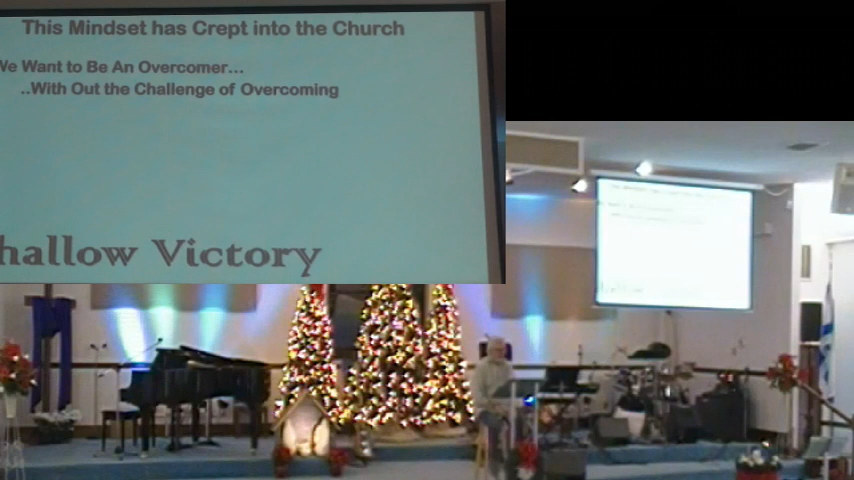 This Mindset has Crept into the Church
We Want to Be An Overcomer...
..With Out the Challenge of Overcoming
hallow Victory